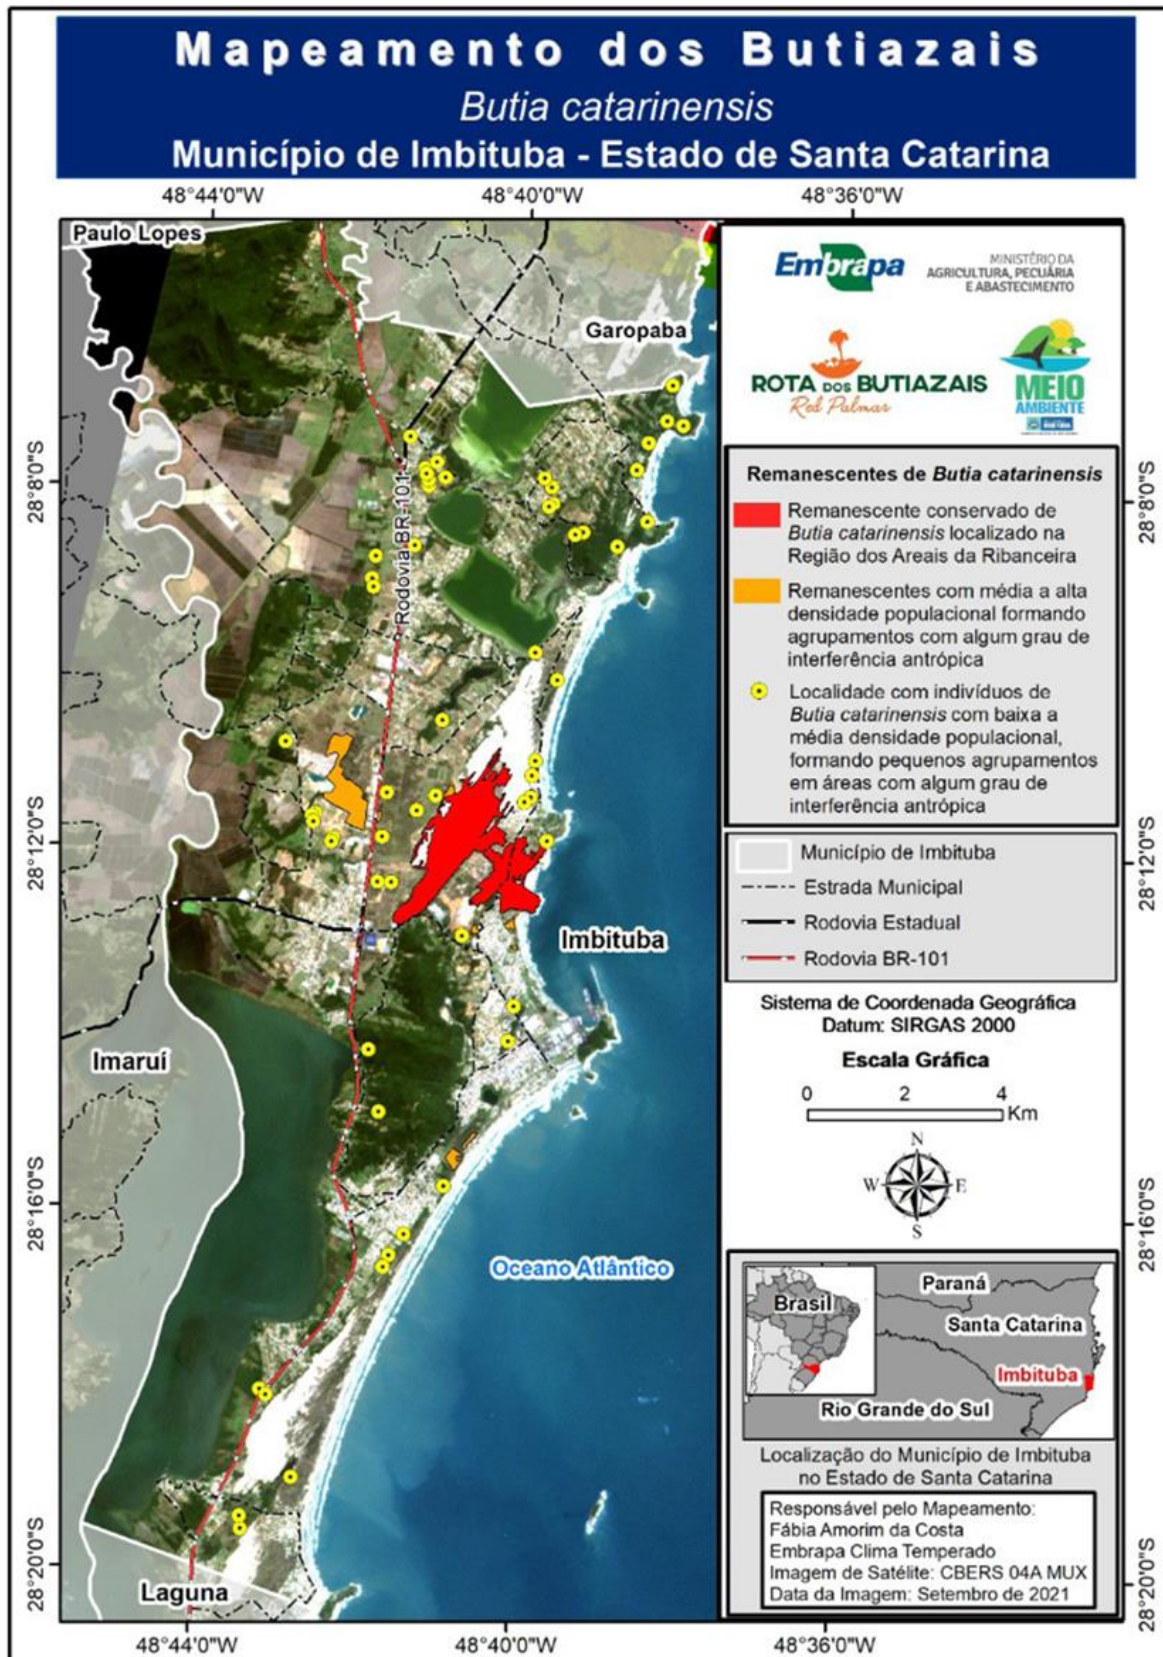 Mapeamento dos Butiazais
Butia catarinensis
Município de Imbituba - Estado de Santa Catarina
48°44'0"W
48°40'0"W
48°36'0"W
Paulo Lopes
Garopaba
28°8'0"S
Rodovia BR-101
28°12'0"S
Imbituba
Imaruí
28°16'0"S
Oceano Atlântico
28°20'0"S
Laguna
48°44'0"W
48°40'0"W
48°36'0"W
Embrapa
MINISTÉRIO DA
AGRICULTURA, PECUÁRIA
E ABASTECIMENTO
ROTA DOS BUTIAZAIS
Red Palmar
MEIO
AMBIENTE
Remanescentes de Butia catarinensis
Remanescente conservado de
Butia catarinensis localizado na
Região dos Areais da Ribanceira
Remanescentes com média a alta
densidade populacional formando
agrupamentos com algum grau de
interferência antrópica
Localidade com indivíduos de
Butia catarinensis com baixa a
média densidade populacional,
formando pequenos agrupamentos
em áreas com algum grau de
interferência antrópica
Município de Imbituba
Estrada Municipal
Rodovia Estadual
Rodovia BR-101
Sistema de Coordenada Geográfica
Datum: SIRGAS 2000
Escala Gráfica
0 2 4
Km
N
W E
S
Brasil
Paraná
Santa Catarina
Imbituba
Rio Grande do Sul
Localização do Município de Imbituba
no Estado de Santa Catarina
Responsável pelo Mapeamento:
Fábia Amorim da Costa
Embrapa Clima Temperado
Imagem de Satélite: CBERS 04A MUX
Data da Imagem: Setembro de 2021
28°8'0"S
28°12'0"S
28°16'0"S
28°20'0"S